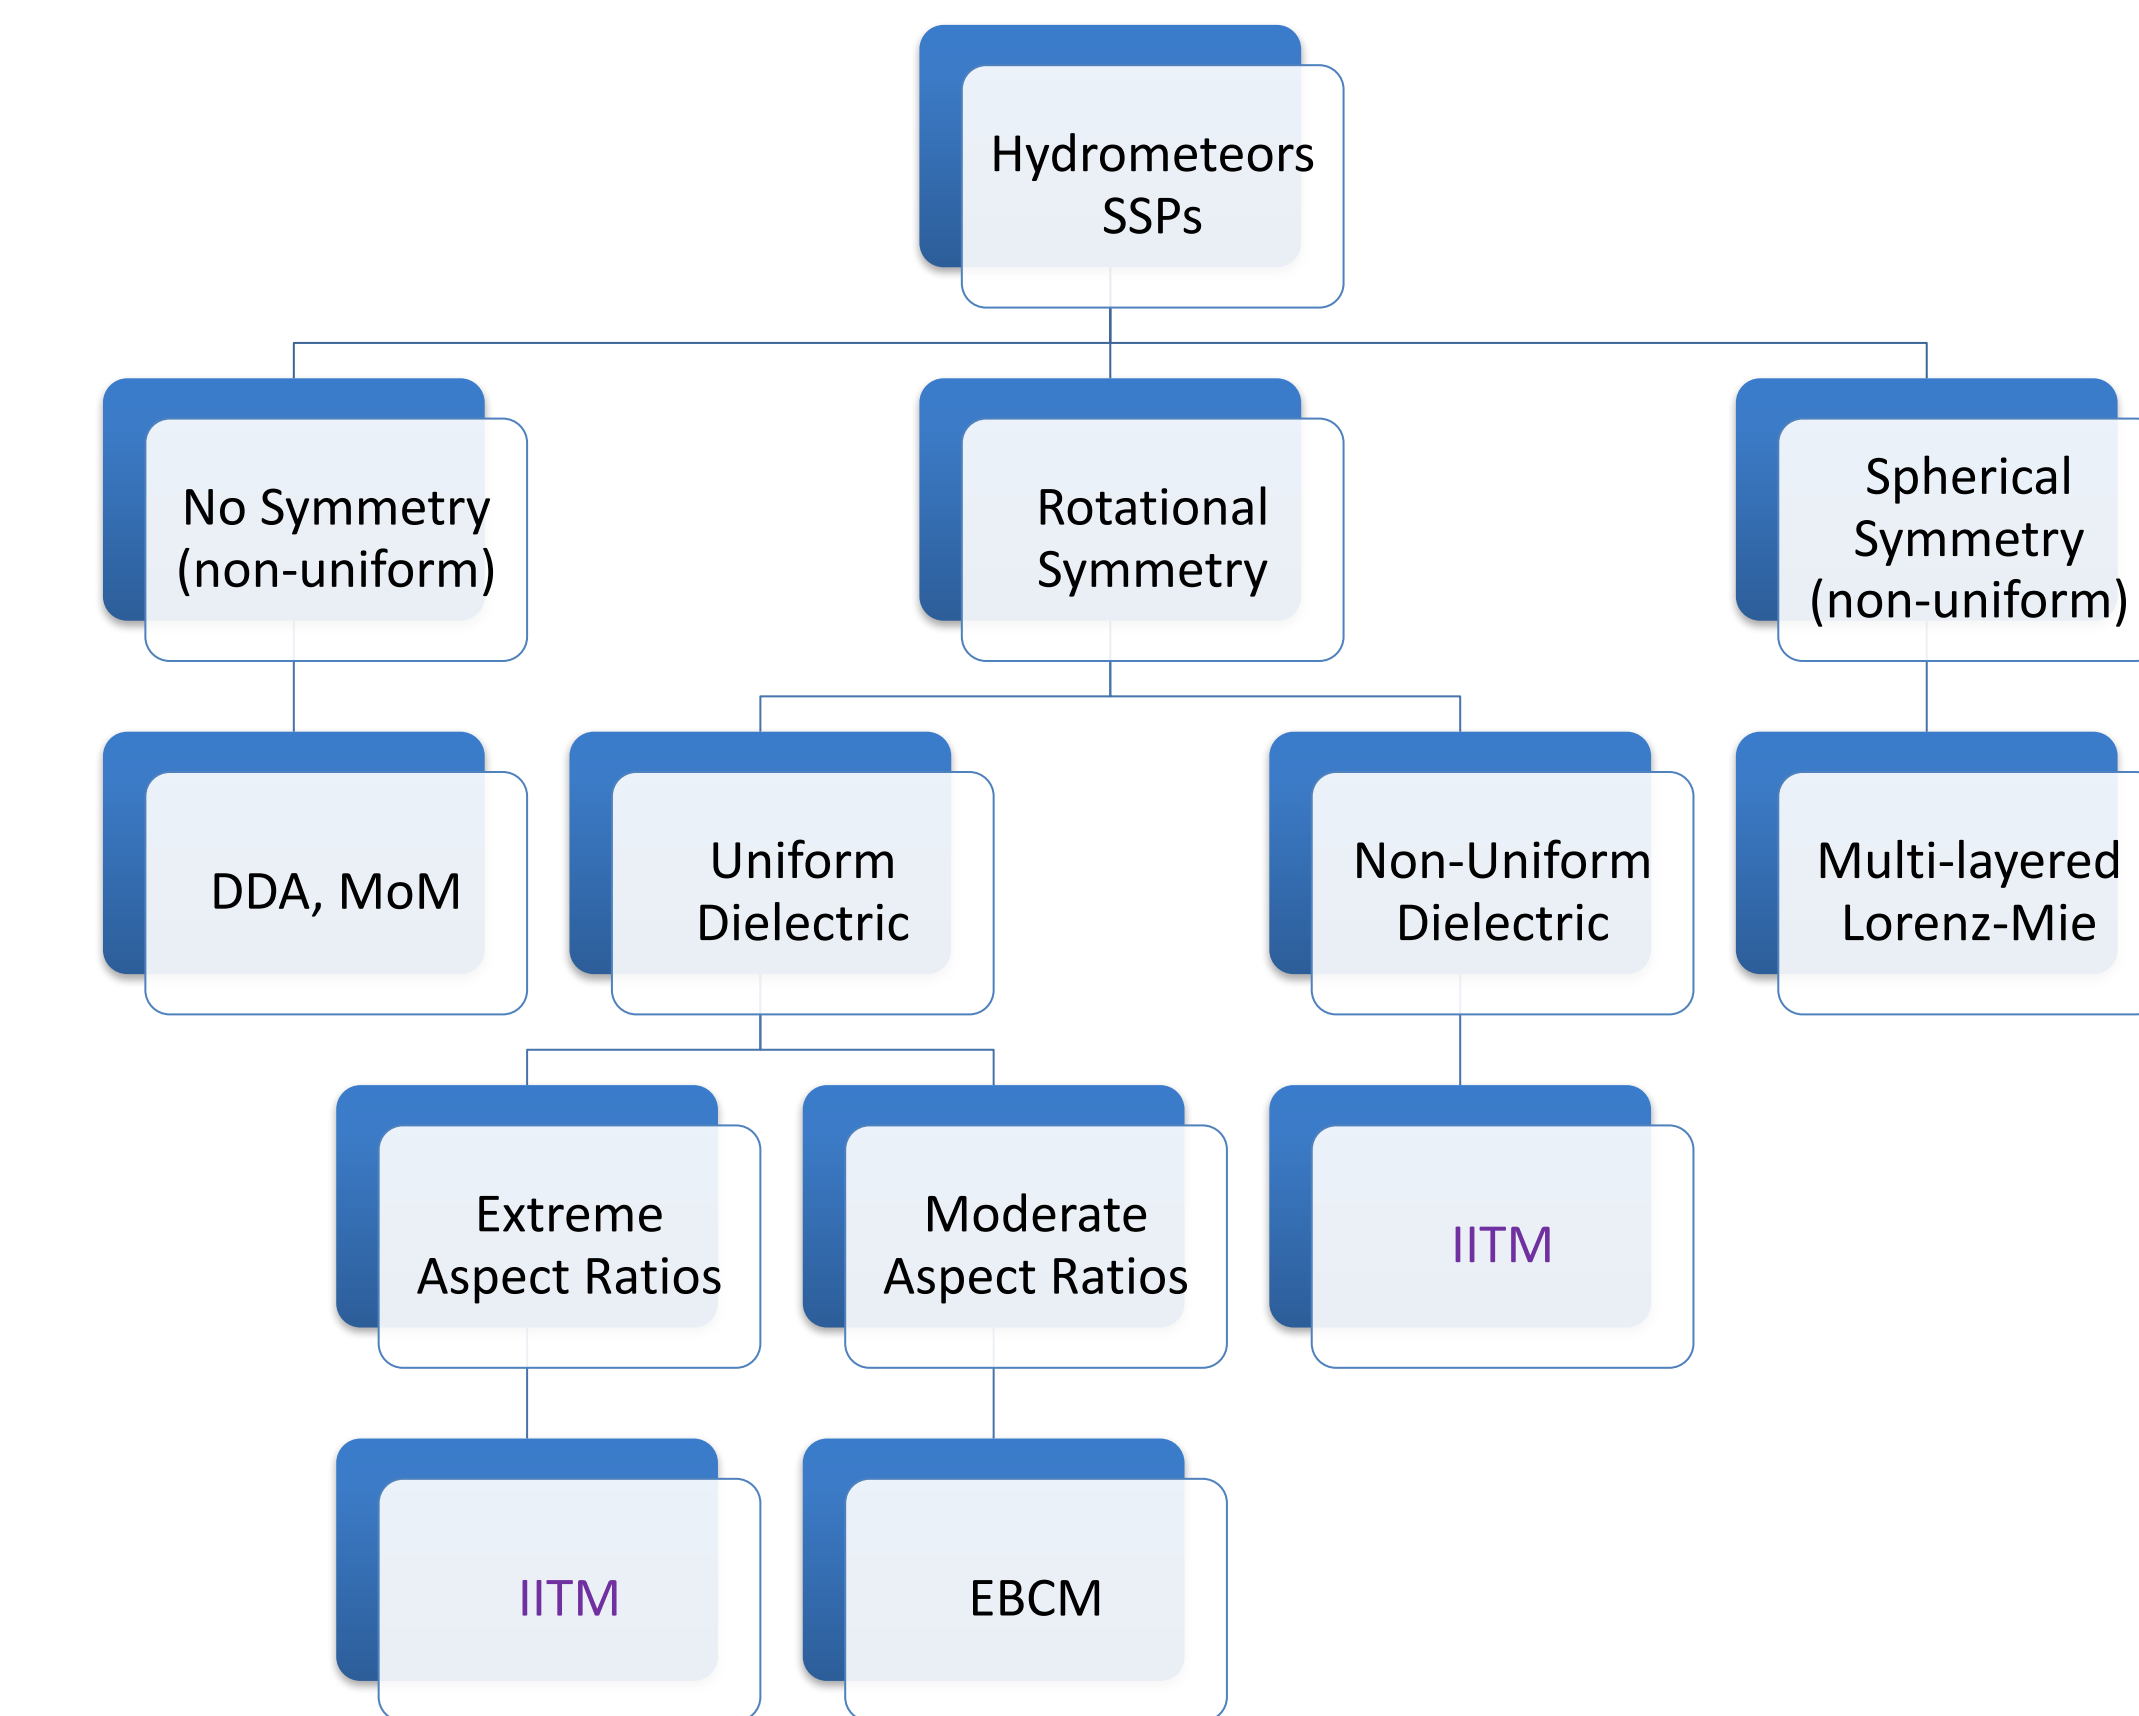 Hydrometeors
SSPs
No Symmetry
(non-uniform)
Rotational
Symmetry
Spherical
Symmetry
(non-uniform)
DDA, MoM
Uniform
Dielectric
Non-Uniform
Dielectric
Multi-layered
Lorenz-Mie
Extreme
Aspect Ratios
Moderate
Aspect Ratios
IITM
IITM
EBCM